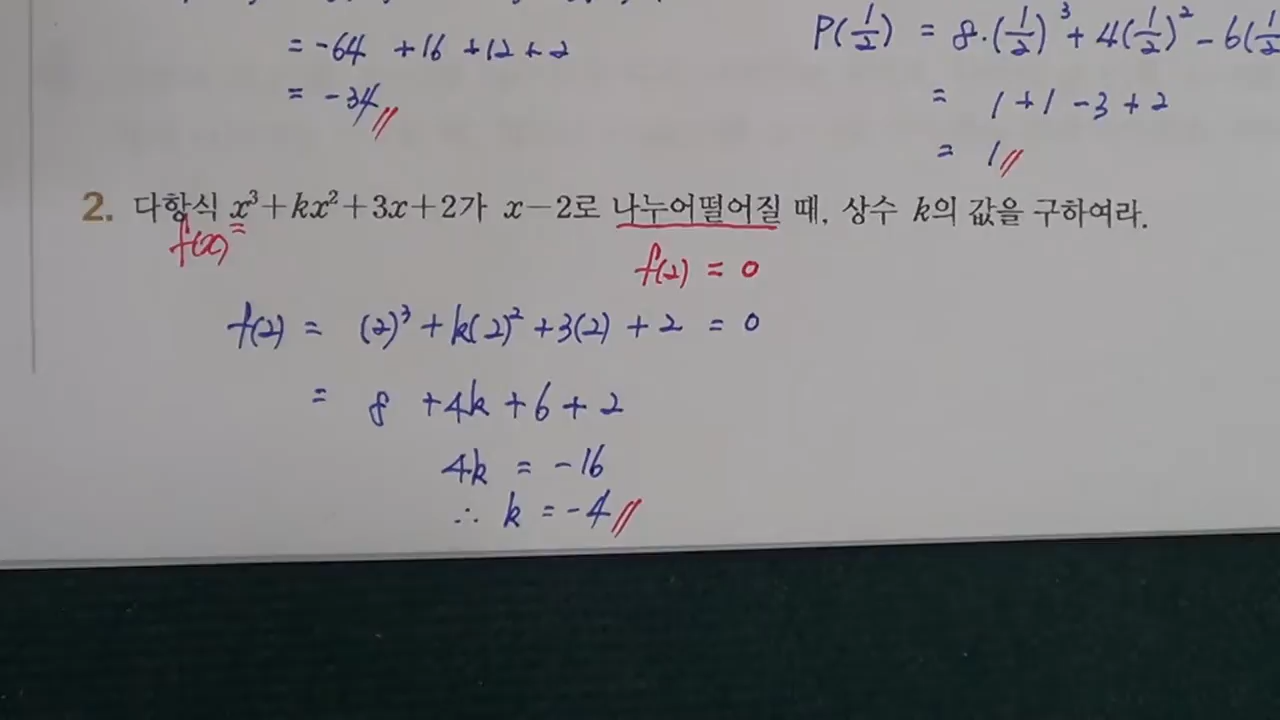 = -64 +16 +12 + 2
= -34
P(1/2) = 8·(1/2)³ + 4(1/2)² - 6(1/2
= 1 + 1 - 3 + 2
= 1
2. 다항식 x³+kx²+3x+2가 x-2로 나누어떨어질 때, 상수 k의 값을 구하여라.
f(x) =
f(2) = 0
f(2) = (2)³ + k(2)² + 3(2) + 2 = 0
= 8 +4k + 6 + 2
4k = -16
∴ k = -4